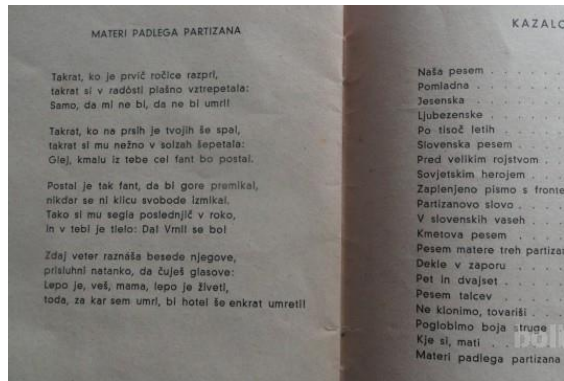 MATERI PADLEGA PARTIZANA
Takrat, ko je prvič ročice razprl,
takrat si v radosti plašno vztrepetala:
Samo, da mi ne bi, da ne bi umrl!
Takrat, ko na prsih je tvojih še spal,
takrat si mu nežno v solzah šepetala:
Glej, kmalu iz tebe cel fant bo postal.
Postal je tak fant, da bi gore premikal,
nikdar se ni klicu svobode izmikal.
Tako si mu segla poslednjič v roko,
in v tebi je tlelo: Da! Vrnil se bo!
Zdaj veter raznáša besede njegove,
prisluhni natanko, da čuješ glasove:
Lepo je, veš, mama, lepo je živeti,
toda, za kar sem umrl, bi hotel še enkrat umreti!
KAZALO
Naša pesem
Pomladna
Jesenska
Ljubezenske
Po tisoč letih
Slovenska pesem
Pred velikim rojstvom
Sovjetskim herojem
Zaplenjeno pismo s fronte
Partizanovo slovo
V slovenskih vaseh
Kmetova pesem
Pesem matere treh
Dekle v zaporu
Pet in dvajset
Pesem talcev
Ne klonimo, tovariši
Poglobimo boja struge
Kje si, mati
Materi padlega partizana